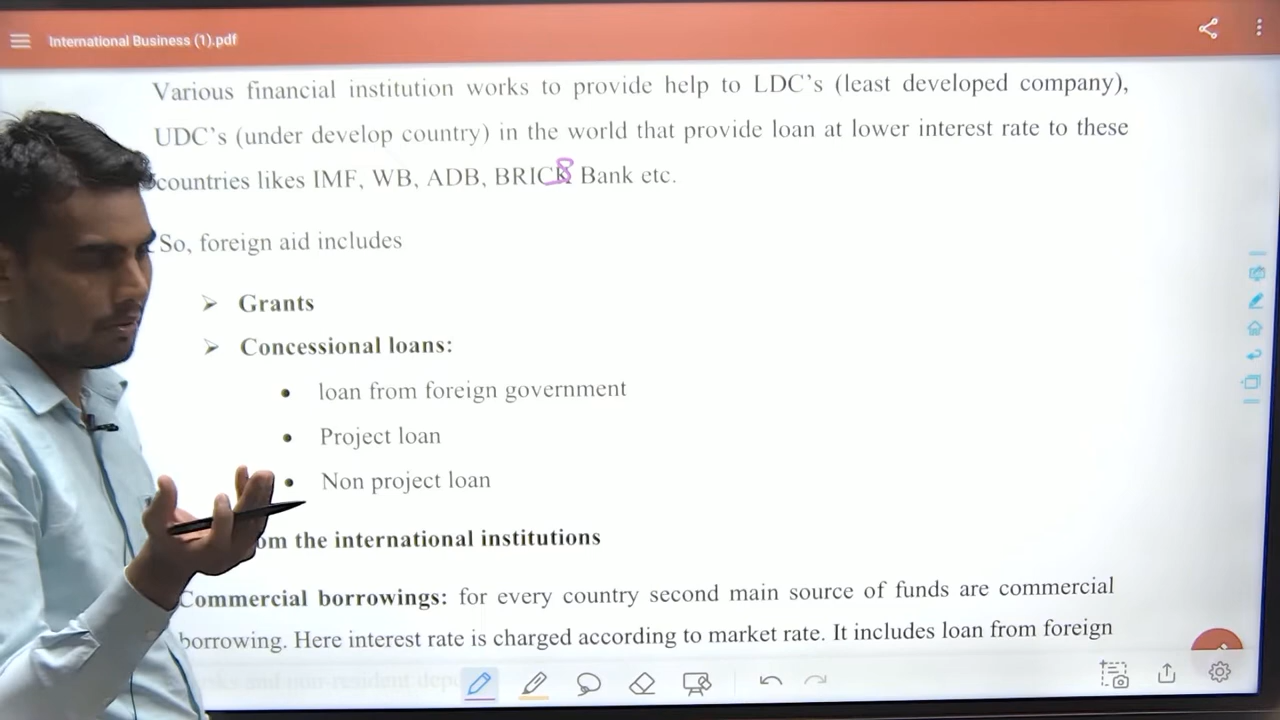 International Business (1).pdf
Various financial institution works to provide help to LDC's (least developed company),
UDC's (under develop country) in the world that provide loan at lower interest rate to these
countries likes IMF, WB, ADB, BRICS Bank etc.
So, foreign aid includes
➢ Grants
➢ Concessional loans:
• loan from foreign government
• Project loan
• Non project loan
the international institutions
Commercial borrowings: for every country second main source of funds are commercial
borrowing. Here interest rate is charged according to market rate. It includes loan from foreign